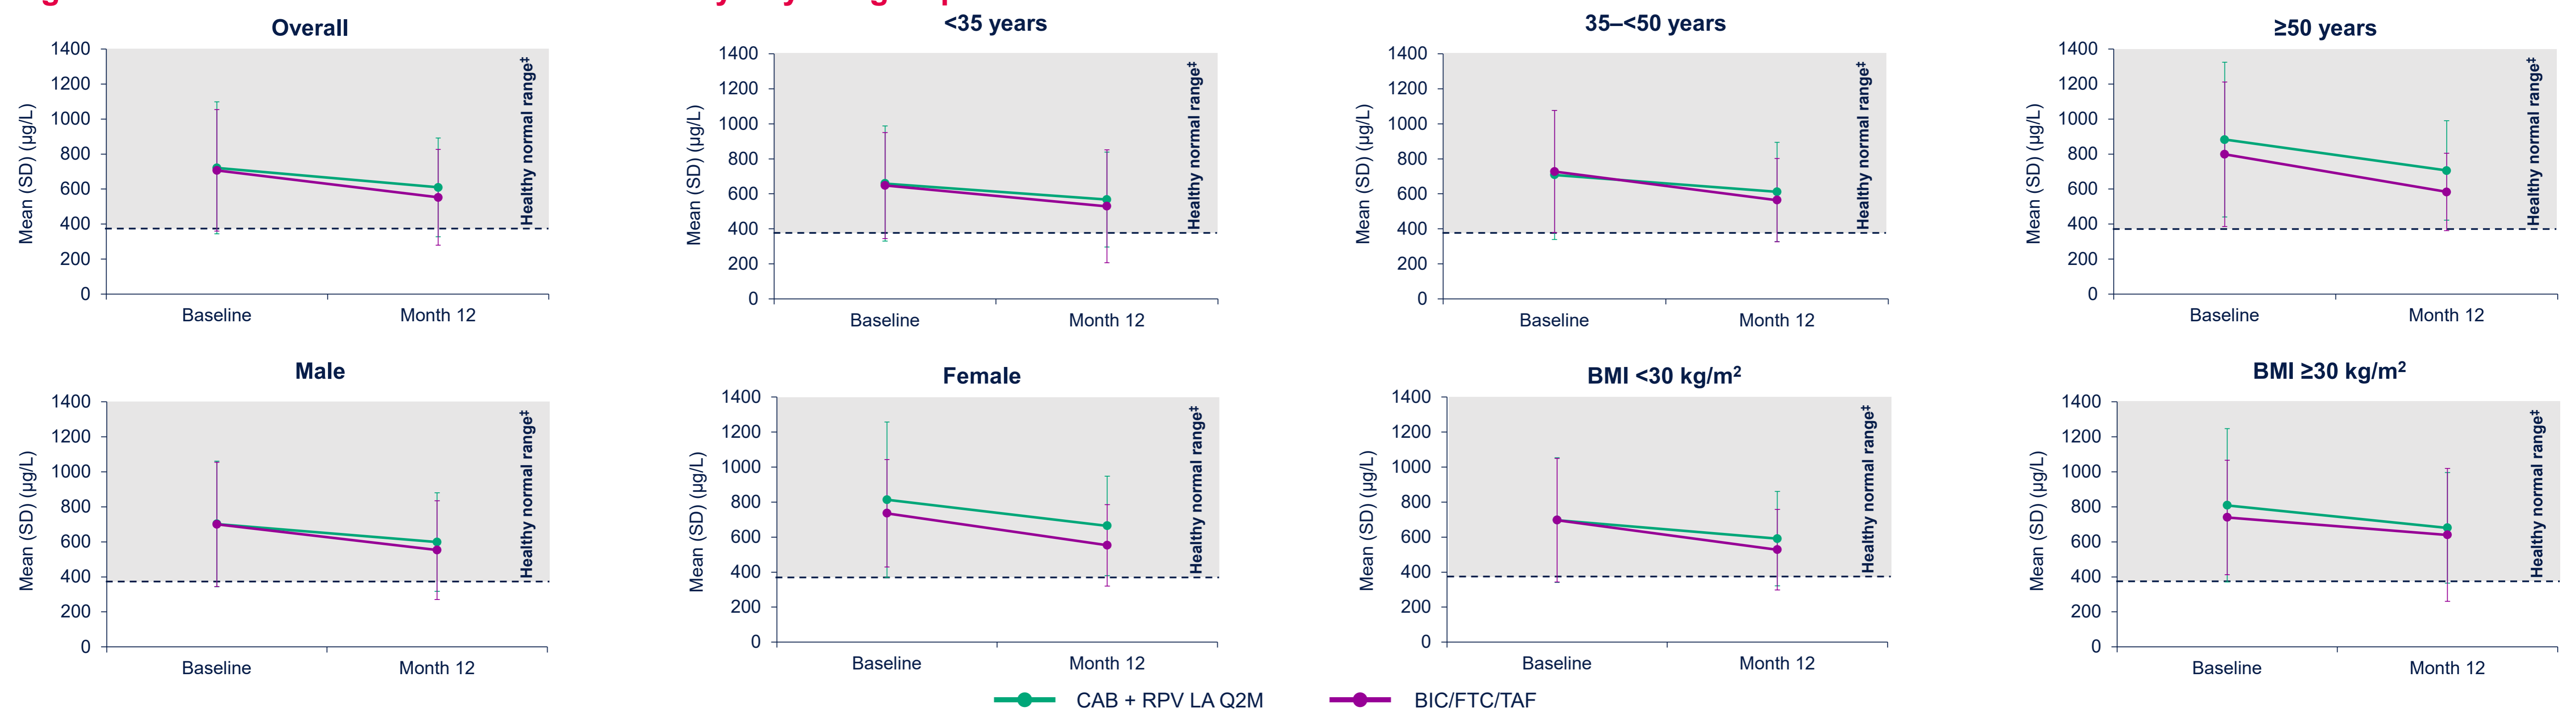 Overall
Mean (SD) (µg/L)
1400
1200
1000
800
600
400
200
0
Healthy normal range‡
Baseline Month 12
<35 years
Mean (SD) (µg/L)
1400
1200
1000
800
600
400
200
0
Healthy normal range‡
Baseline Month 12
35–<50 years
Mean (SD) (µg/L)
1400
1200
1000
800
600
400
200
0
Healthy normal range‡
Baseline Month 12
≥50 years
Mean (SD) (µg/L)
1400
1200
1000
800
600
400
200
0
Healthy normal range‡
Baseline Month 12
Male
Mean (SD) (µg/L)
1400
1200
1000
800
600
400
200
0
Healthy normal range‡
Baseline Month 12
Female
Mean (SD) (µg/L)
1400
1200
1000
800
600
400
200
0
Healthy normal range‡
Baseline Month 12
BMI <30 kg/m²
Mean (SD) (µg/L)
1400
1200
1000
800
600
400
200
0
Healthy normal range‡
Baseline Month 12
BMI ≥30 kg/m²
Mean (SD) (µg/L)
1400
1200
1000
800
600
400
200
0
Healthy normal range‡
Baseline Month 12
CAB + RPV LA Q2M BIC/FTC/TAF